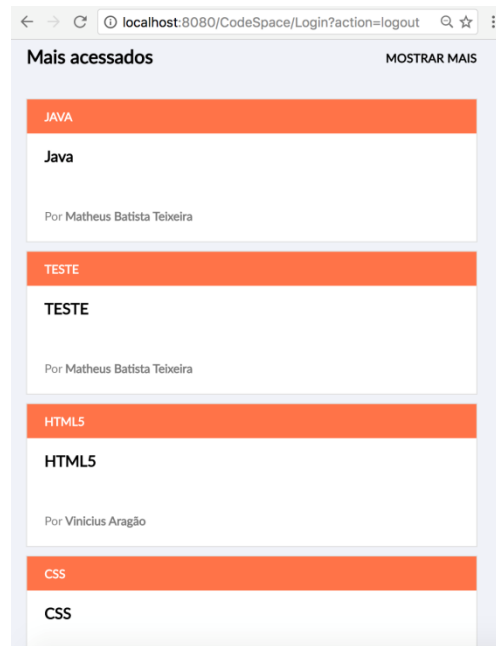 localhost:8080/CodeSpace/Login?action=logout
Mais acessados
MOSTRAR MAIS
JAVA
Java
Por Matheus Batista Teixeira
TESTE
TESTE
Por Matheus Batista Teixeira
HTML5
HTML5
Por Vinicius Aragão
CSS
CSS